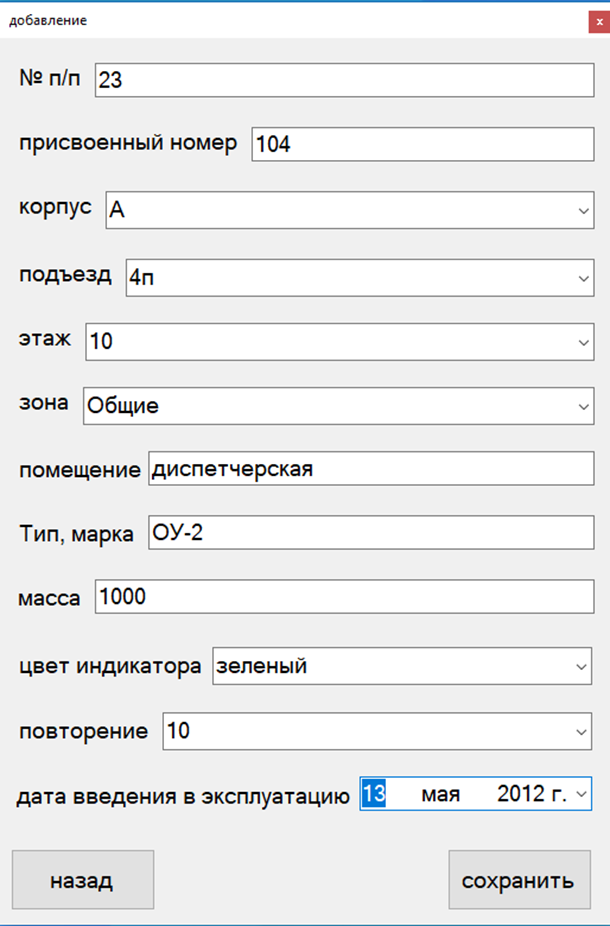 добавление
x
№ п/п 23
присвоенный номер 104
корпус А
подъезд 4п
этаж 10
зона Общие
помещение диспетчерская
Тип, марка ОУ-2
масса 1000
цвет индикатора зеленый
повторение 10
дата введения в эксплуатацию 13 мая 2012 г.
назад сохранить